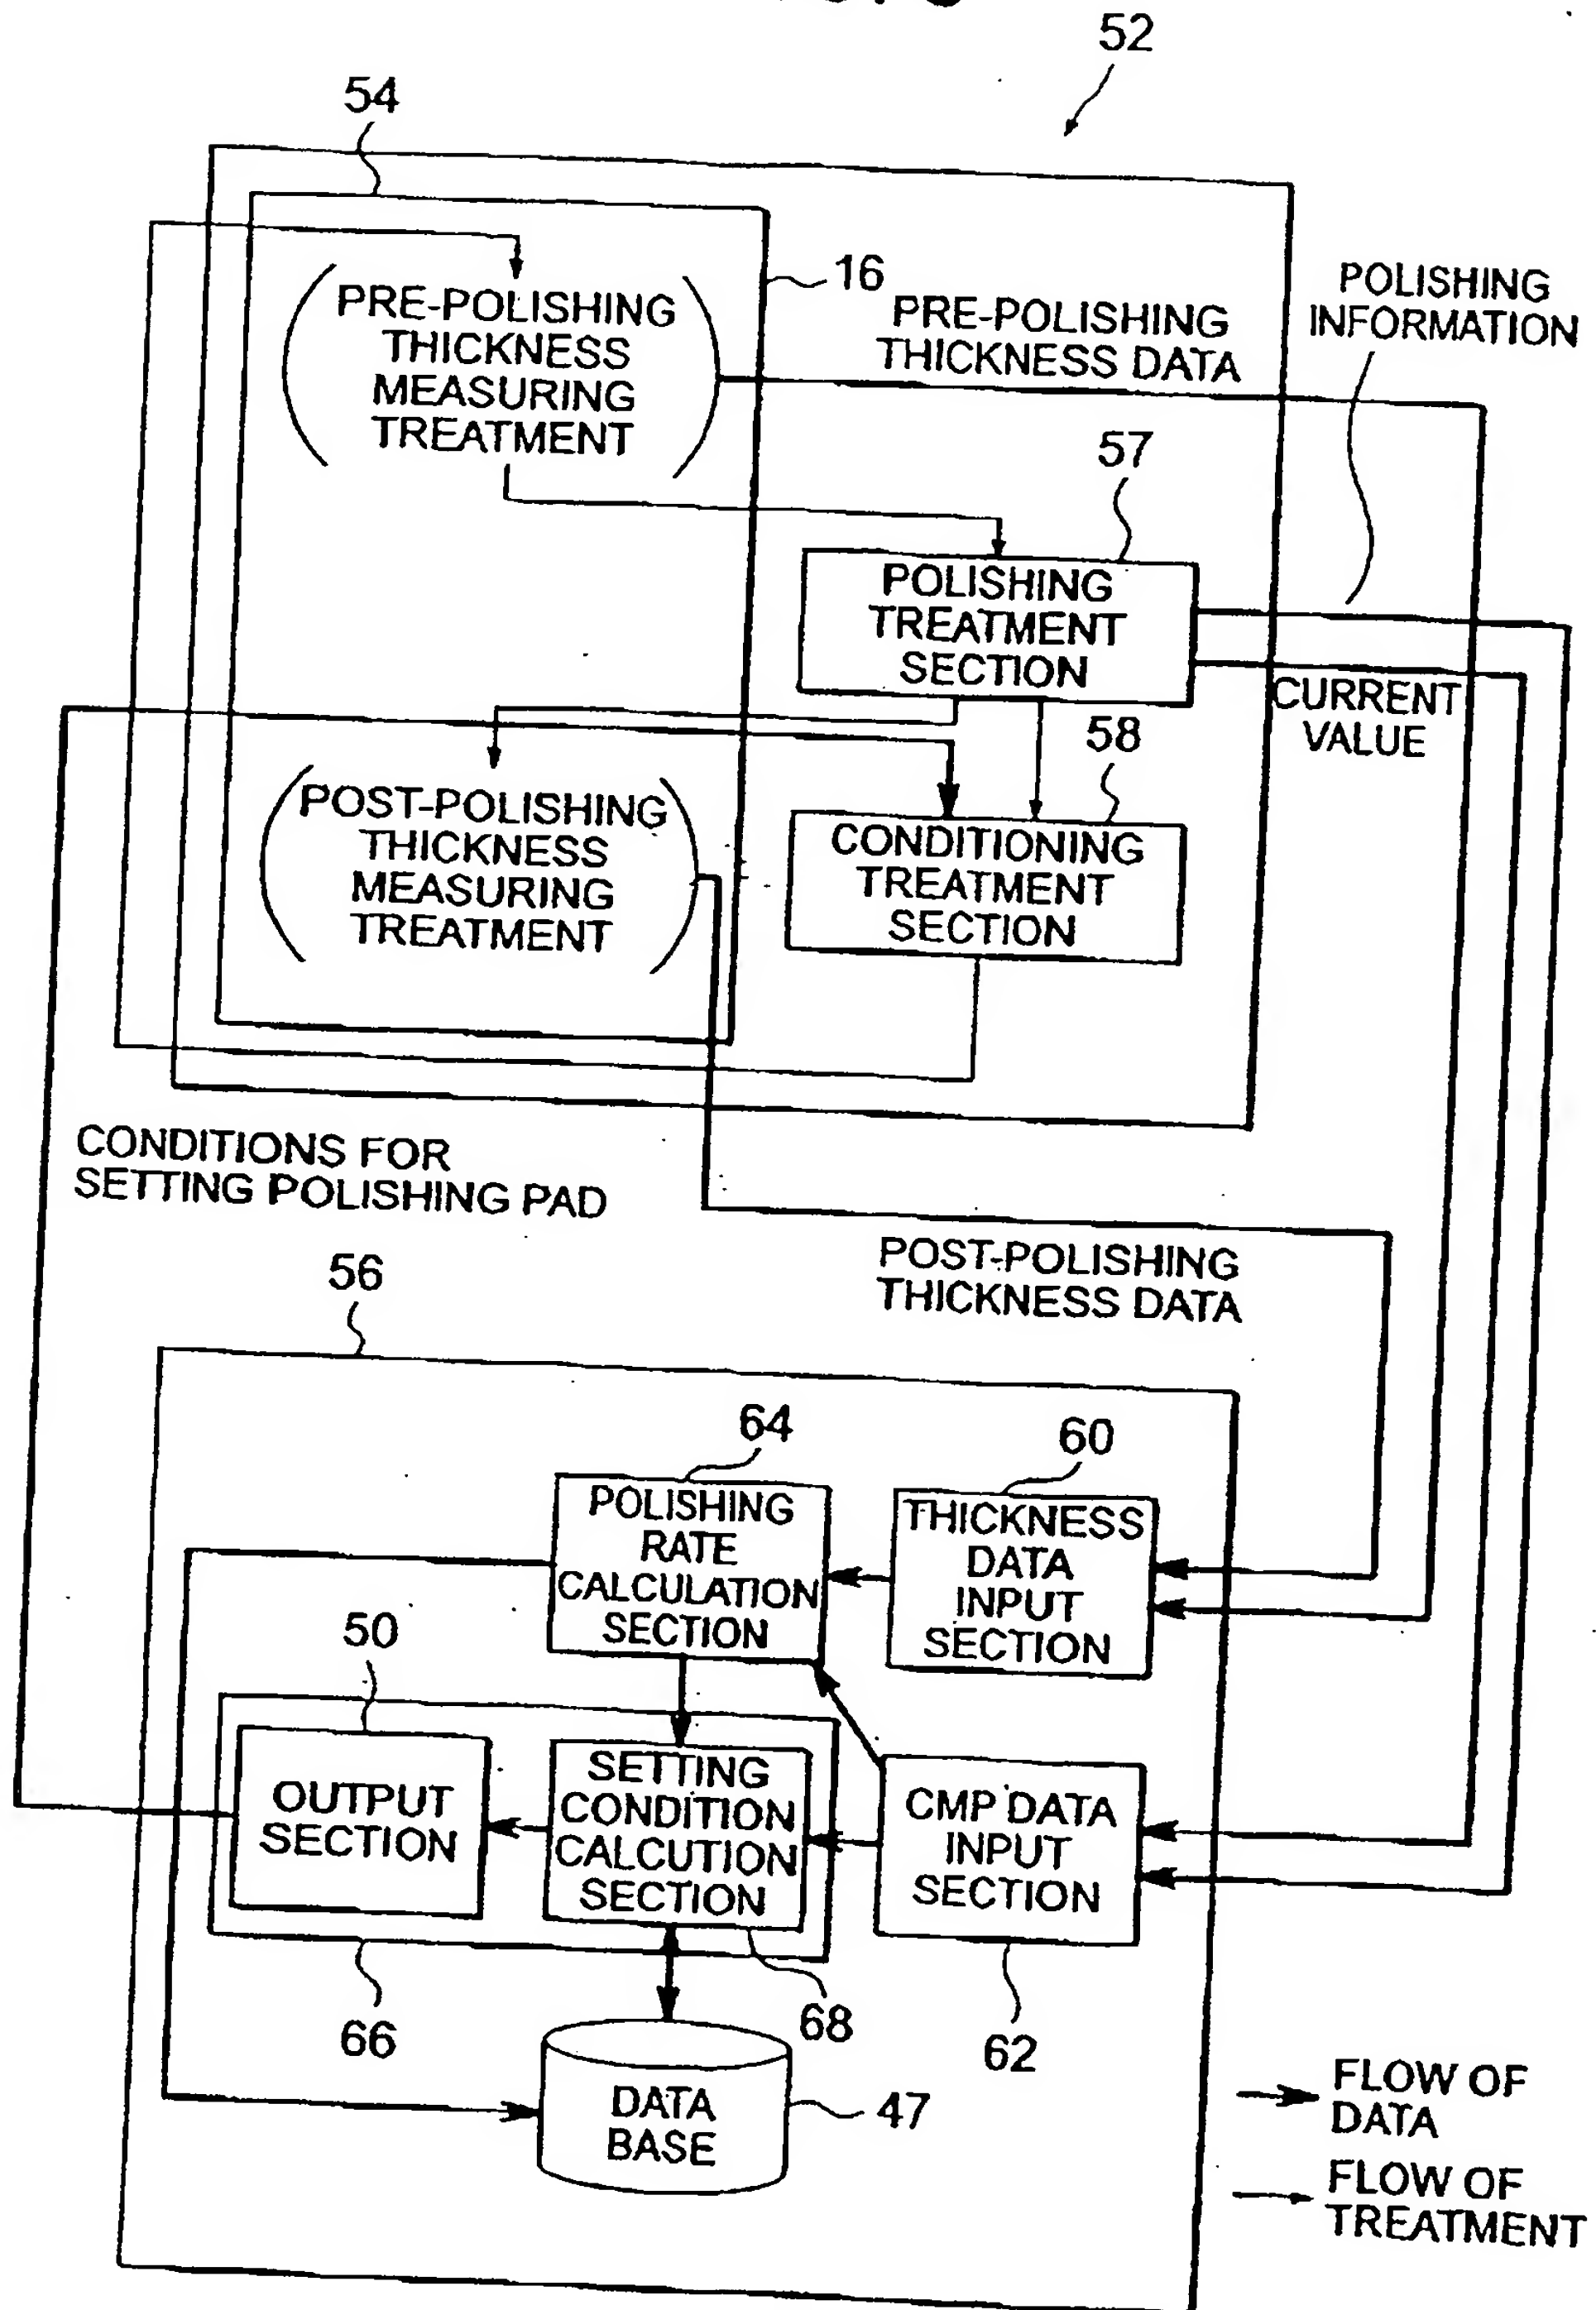 52
54
16
PRE-POLISHING
THICKNESS
MEASURING
TREATMENT
PRE-POLISHING
THICKNESS DATA
POLISHING
INFORMATION
57
POLISHING
TREATMENT
SECTION
CURRENT
VALUE
58
POST-POLISHING
THICKNESS
MEASURING
TREATMENT
CONDITIONING
TREATMENT
SECTION
CONDITIONS FOR
SETTING POLISHING PAD
POST-POLISHING
THICKNESS DATA
56
64
60
POLISHING
RATE
CALCULATION
SECTION
THICKNESS
DATA
INPUT
SECTION
50
OUTPUT
SECTION
SETTING
CONDITION
CALCUTION
SECTION
CMP DATA
INPUT
SECTION
66
68
62
DATA
BASE
47
FLOW OF
DATA
FLOW OF
TREATMENT